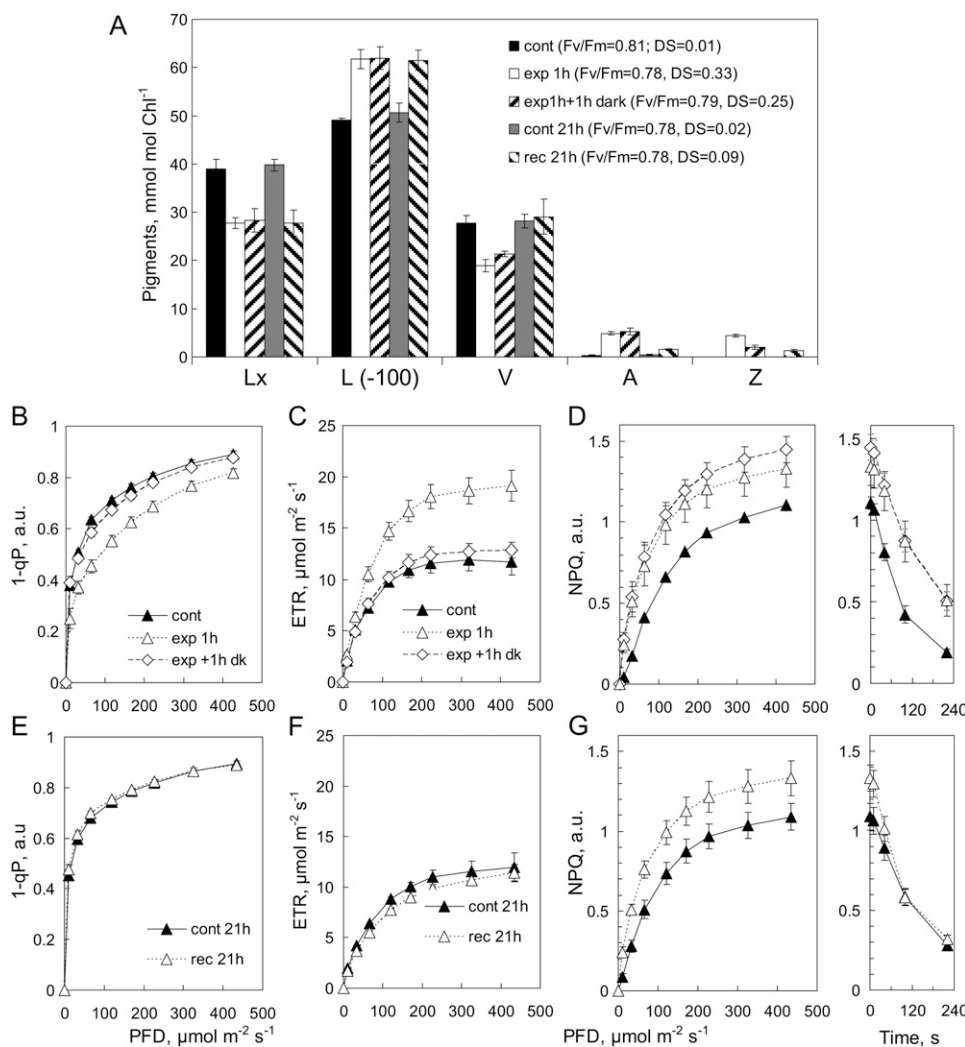 A
Pigments, mmol mol Chl⁻¹
70
60
50
40
30
20
10
0
cont (Fv/Fm=0.81; DS=0.01)
exp 1h (Fv/Fm=0.78, DS=0.33)
exp1h+1h dark (Fv/Fm=0.79, DS=0.25)
cont 21h (Fv/Fm=0.78, DS=0.02)
rec 21h (Fv/Fm=0.78, DS=0.09)
Lx L (-100) V A Z
B
1-qP, a.u.
1
0.8
0.6
0.4
0.2
0
cont
exp 1h
exp +1h dk
0 100 200 300 400 500
C
ETR, µmol m⁻² s⁻¹
25
20
15
10
5
0
cont
exp 1h
exp +1h dk
0 100 200 300 400 500
D
NPQ, a.u.
1.5
1
0.5
0
0 100 200 300 400 500
1.5
1
0.5
0
0 120 240
E
1-qP, a.u
1
0.8
0.6
0.4
0.2
0
cont 21h
rec 21h
0 100 200 300 400 500
F
ETR, µmol m⁻² s⁻¹
25
20
15
10
5
0
cont 21h
rec 21h
0 100 200 300 400 500
G
NPQ, a.u.
1.5
1
0.5
0
cont 21h
rec 21h
0 100 200 300 400 500
1.5
1
0.5
0
0 120 240
PFD, µmol m⁻² s⁻¹
PFD, µmol m⁻² s⁻¹
Time, s